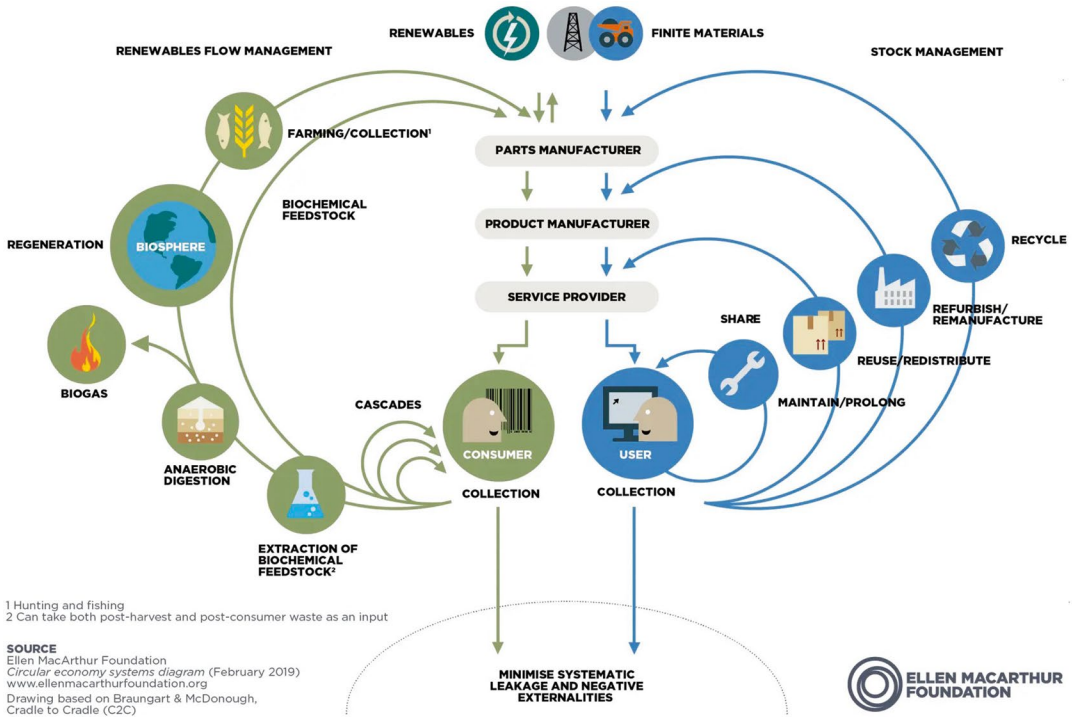 RENEWABLES
FINITE MATERIALS
RENEWABLES FLOW MANAGEMENT
STOCK MANAGEMENT
FARMING/COLLECTION¹
PARTS MANUFACTURER
BIOCHEMICAL
FEEDSTOCK
PRODUCT MANUFACTURER
REGENERATION
BIOSPHERE
RECYCLE
SERVICE PROVIDER
REFURBISH/
REMANUFACTURE
SHARE
REUSE/REDISTRIBUTE
BIOGAS
MAINTAIN/PROLONG
CASCADES
CONSUMER
USER
ANAEROBIC
DIGESTION
COLLECTION
COLLECTION
EXTRACTION OF
BIOCHEMICAL
FEEDSTOCK²
1 Hunting and fishing
2 Can take both post-harvest and post-consumer waste as an input
SOURCE
Ellen MacArthur Foundation
Circular economy systems diagram (February 2019)
www.ellenmacarthurfoundation.org
Drawing based on Braungart & McDonough,
Cradle to Cradle (C2C)
MINIMISE SYSTEMATIC
LEAKAGE AND NEGATIVE
EXTERNALITIES
ELLEN MACARTHUR
FOUNDATION